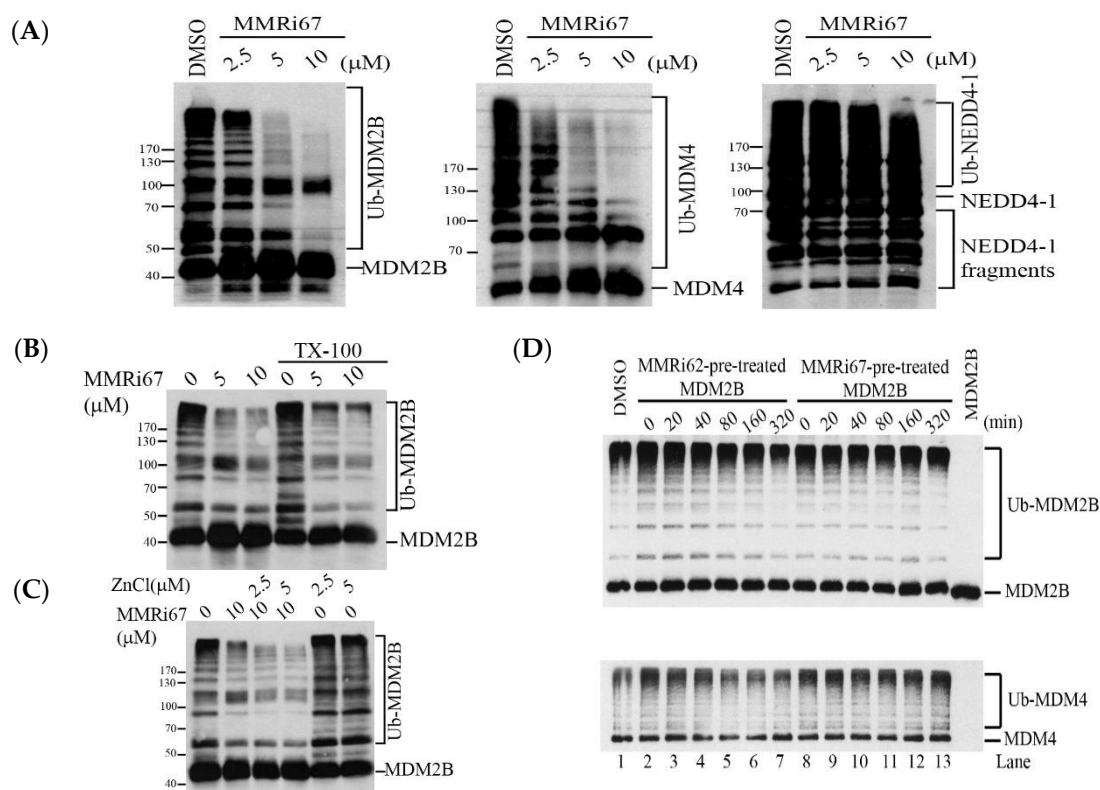 (A)
DMSO
MMRi67
2.5 5 10 (μM)
170
130
100
70
50
40
Ub-MDM2B
MDM2B
DMSO
MMRi67
2.5 5 10 (μM)
170
130
100
70
Ub-MDM4
MDM4
DMSO
MMRi67
2.5 5 10 (μM)
170
130
100
70
Ub-NEDD4-1
NEDD4-1
NEDD4-1
fragments
(B)
TX-100
MMRi67 0 5 10 0 5 10
(μM)
170
130
100
70
50
40
Ub-MDM2B
MDM2B
(C)
ZnCl(μM) 2.5 5 2.5 5
MMRi67 0 10 10 10 0 0
(μM)
170
130
100
70
50
40
Ub-MDM2B
MDM2B
(D)
DMSO
MMRi62-pre-treated
MDM2B
MMRi67-pre-treated
MDM2B
MDM2B
0 20 40 80 160 320 0 20 40 80 160 320 (min)
Ub-MDM2B
MDM2B
Ub-MDM4
MDM4
1 2 3 4 5 6 7 8 9 10 11 12 13 Lane